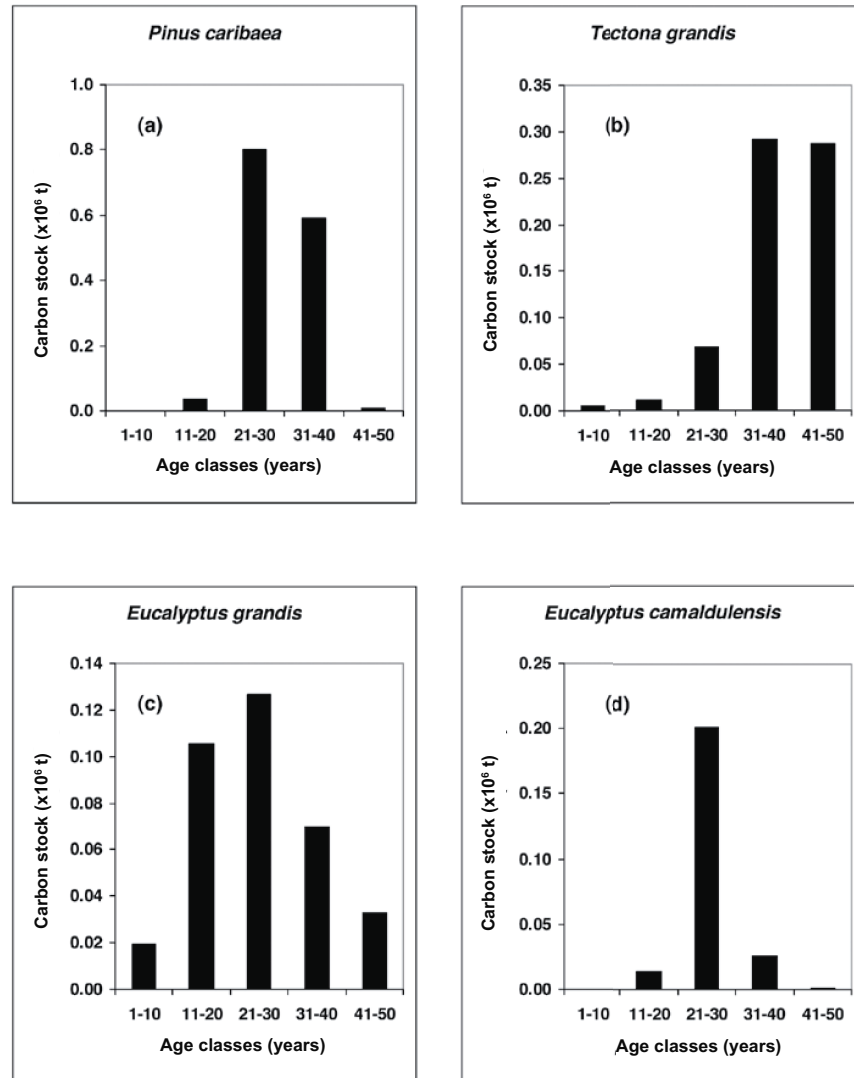 Pinus caribaea
(a)
Carbon stock (x10⁶ t)
1.0
0.8
0.6
0.4
0.2
0.0
1-10 11-20 21-30 31-40 41-50
Age classes (years)
Tectona grandis
(b)
Carbon stock (x10⁶ t)
0.35
0.30
0.25
0.20
0.15
0.10
0.05
0.00
1-10 11-20 21-30 31-40 41-50
Age classes (years)
Eucalyptus grandis
(c)
Carbon stock (x10⁶ t)
0.14
0.12
0.10
0.08
0.06
0.04
0.02
0.00
1-10 11-20 21-30 31-40 41-50
Age classes (years)
Eucalyptus camaldulensis
(d)
Carbon stock (x10⁶ t)
0.25
0.20
0.15
0.10
0.05
0.00
1-10 11-20 21-30 31-40 41-50
Age classes (years)